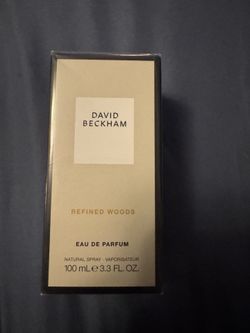 DAVID
BECKHAM
REFINED WOODS
EAU DE PARFUM
NATURAL SPRAY · VAPORISATEUR
100 mL ℮ 3.3 FL. OZ.